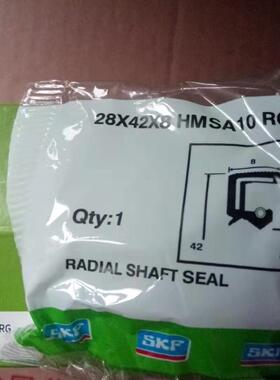 28X42X8 HMSA10 RG
8
42
Qty:1
RADIAL SHAFT SEAL
RG
SKF
SKF
SKF